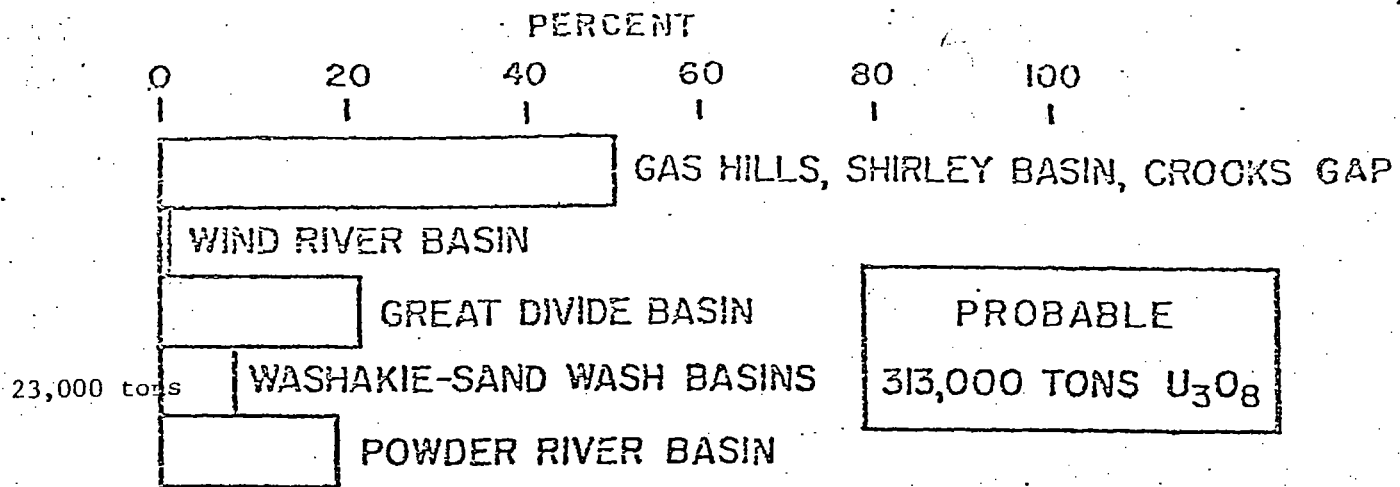 PERCENT
0 20 40 60 80 100
GAS HILLS, SHIRLEY BASIN, CROOKS GAP
WIND RIVER BASIN
GREAT DIVIDE BASIN
PROBABLE
23,000 tons
WASHAKIE-SAND WASH BASINS
313,000 TONS U₃O₈
POWDER RIVER BASIN